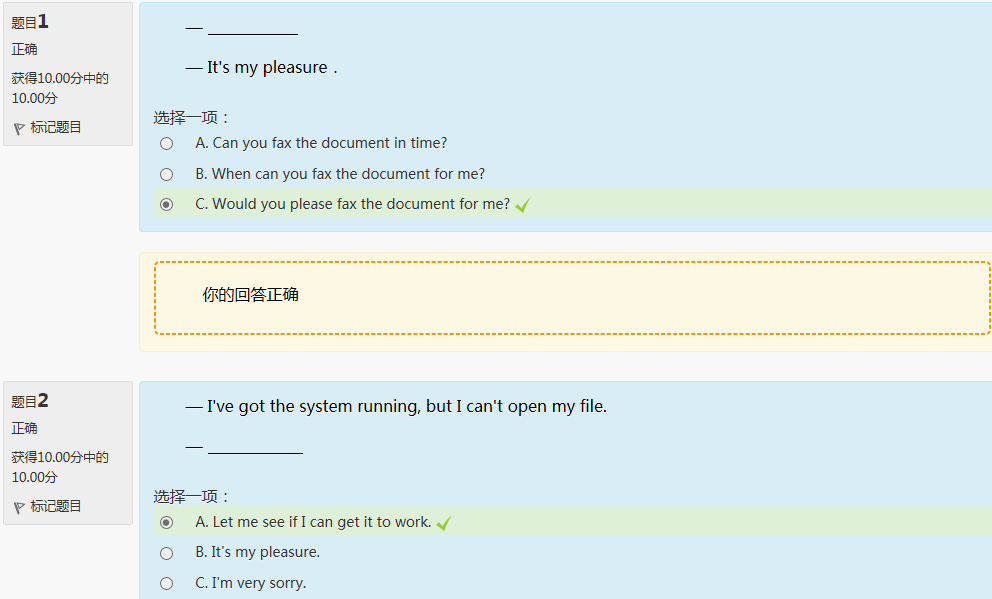 题目1
正确
获得10.00分中的
10.00分
标记题目
— ___________
— It's my pleasure .
选择一项：
A. Can you fax the document in time?
B. When can you fax the document for me?
C. Would you please fax the document for me?
你的回答正确
题目2
正确
获得10.00分中的
10.00分
标记题目
— I've got the system running, but I can't open my file.
— ___________
选择一项：
A. Let me see if I can get it to work.
B. It's my pleasure.
C. I'm very sorry.